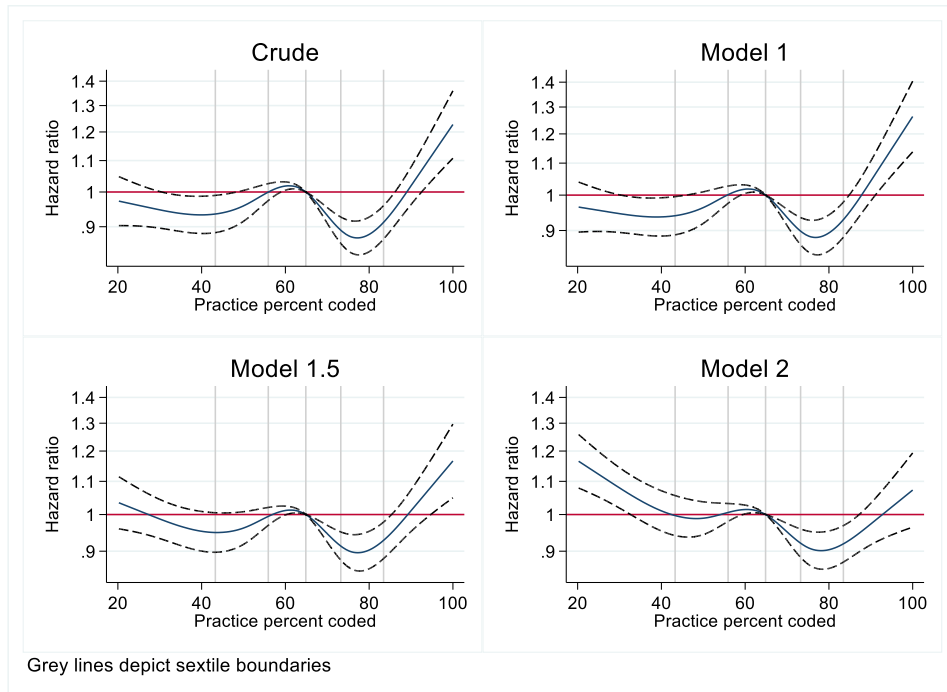 Crude
Hazard ratio
1.4
1.3
1.2
1.1
1
.9
20 40 60 80 100
Practice percent coded
Model 1
Hazard ratio
1.4
1.3
1.2
1.1
1
.9
20 40 60 80 100
Practice percent coded
Model 1.5
Hazard ratio
1.4
1.3
1.2
1.1
1
.9
20 40 60 80 100
Practice percent coded
Model 2
Hazard ratio
1.4
1.3
1.2
1.1
1
.9
20 40 60 80 100
Practice percent coded
Grey lines depict sextile boundaries